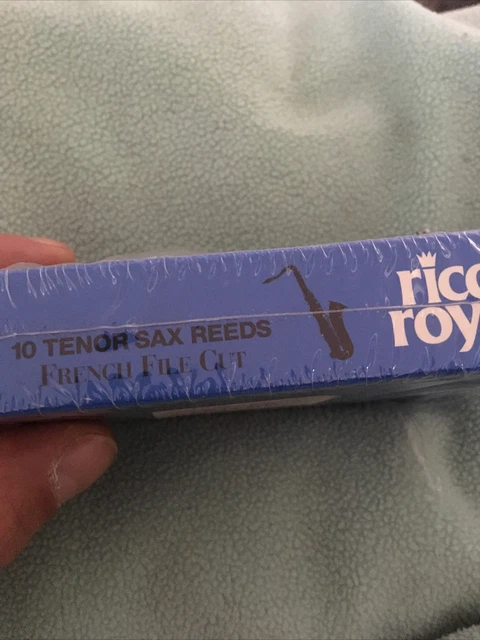 10 TENOR SAX REEDS
FRENCH FILE CUT
rico
roy